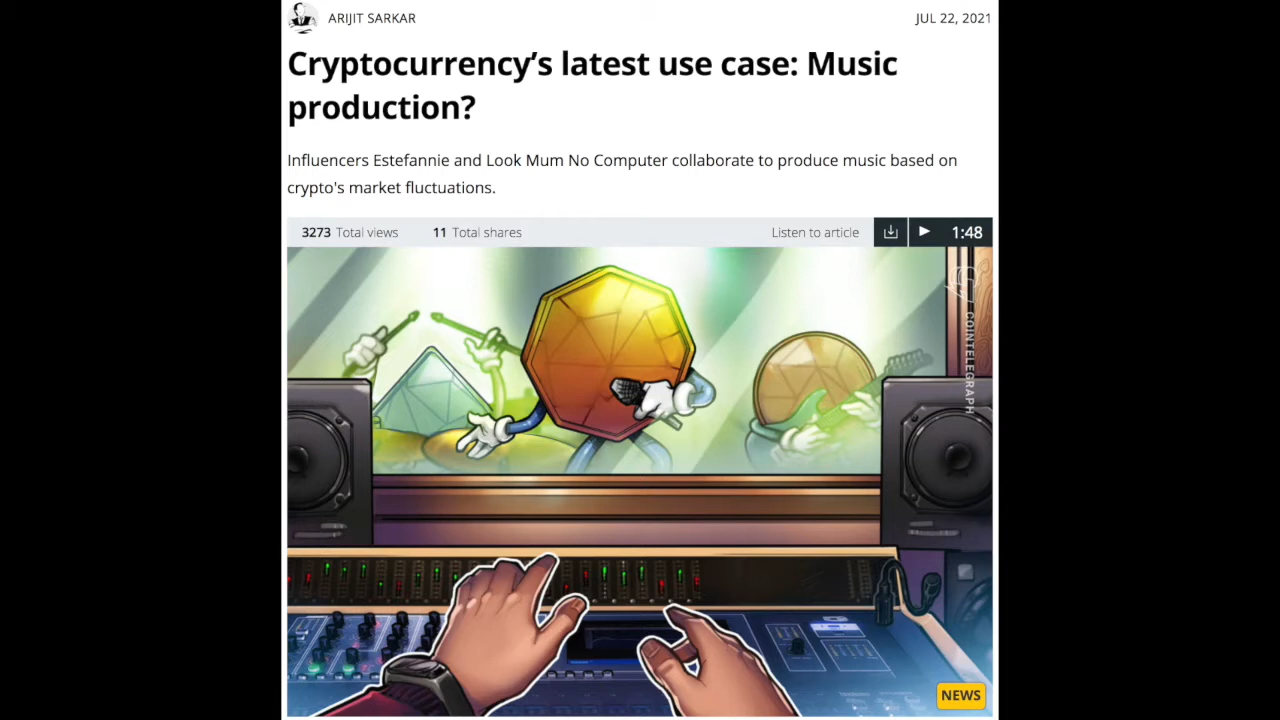 ARIJIT SARKAR
JUL 22, 2021
Cryptocurrency’s latest use case: Music
production?
Influencers Estefannie and Look Mum No Computer collaborate to produce music based on
crypto's market fluctuations.
3273 Total views
11 Total shares
Listen to article
1:48
COINTELEGRAPH
NEWS